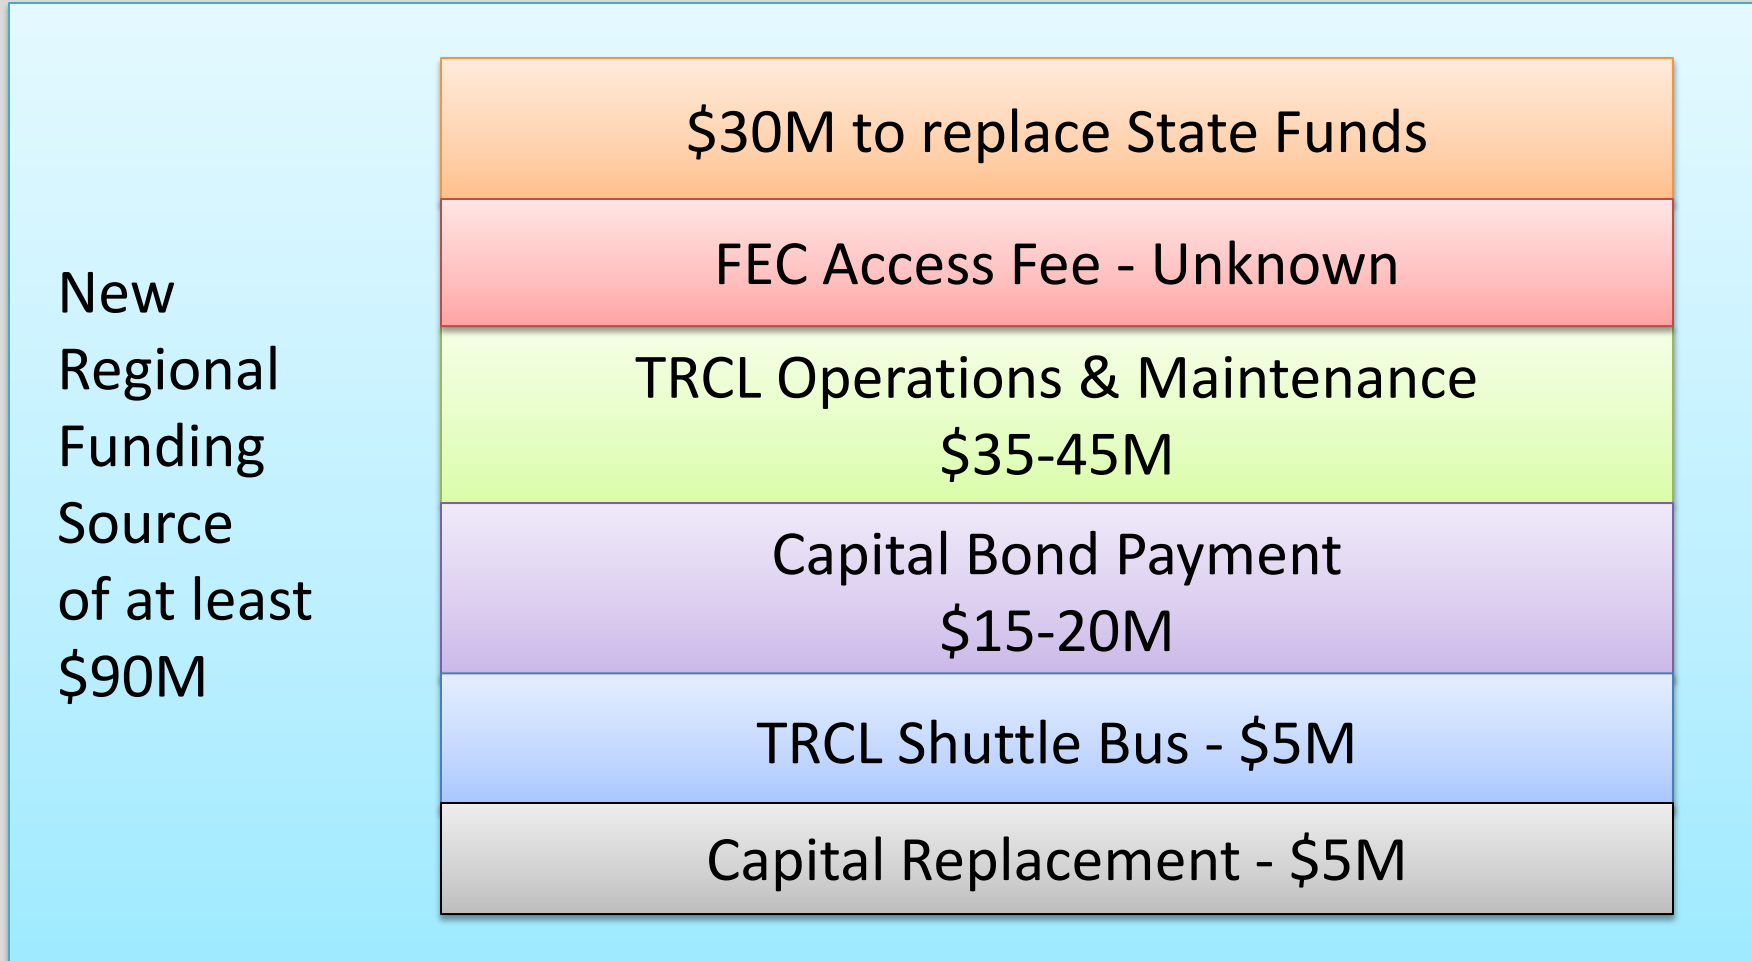 New
Regional
Funding
Source
of at least
$90M
$30M to replace State Funds
FEC Access Fee - Unknown
TRCL Operations & Maintenance
$35-45M
Capital Bond Payment
$15-20M
TRCL Shuttle Bus - $5M
Capital Replacement - $5M